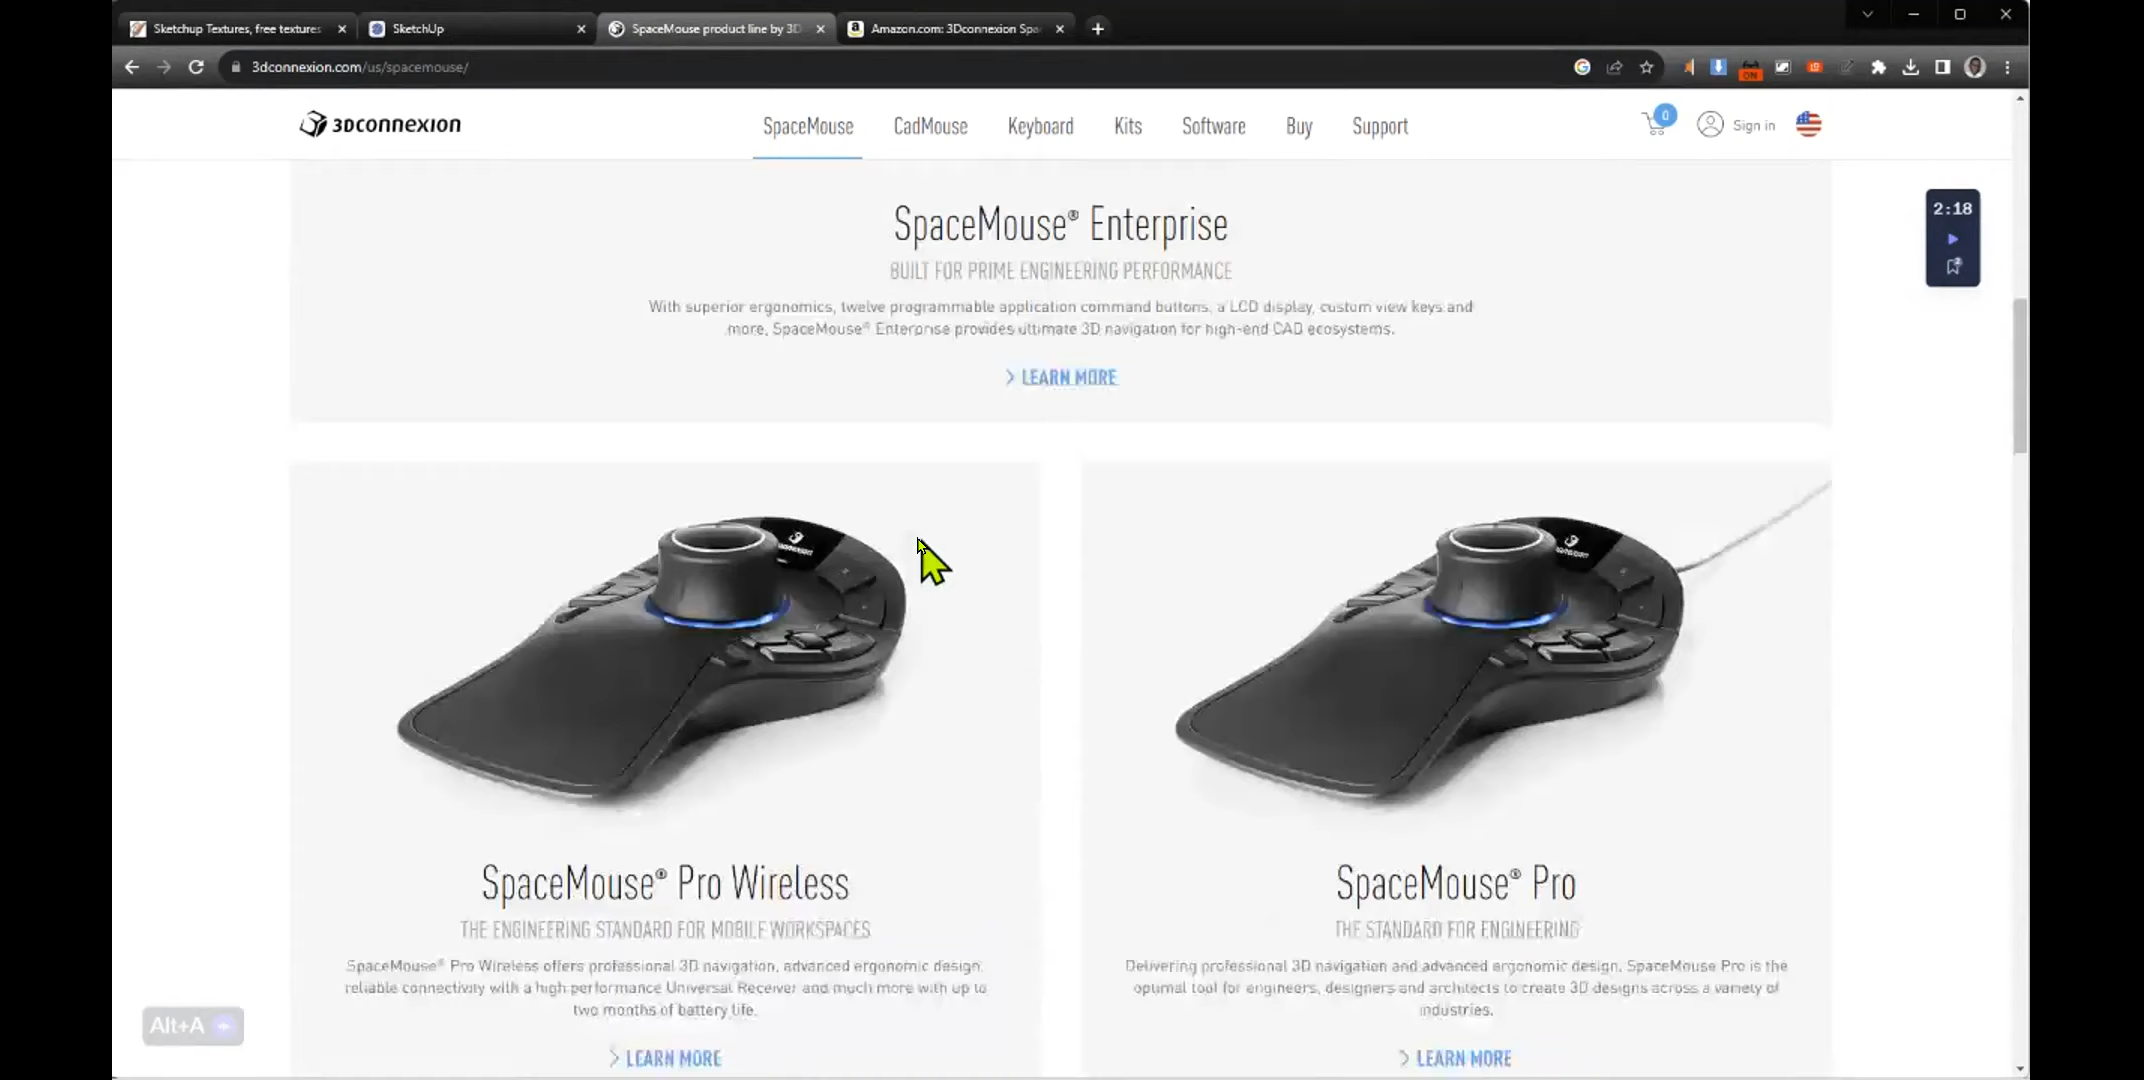 Sketchup Textures, free textures
SketchUp
SpaceMouse product line by 3D
Amazon.com: 3Dconnexion Spa
3dconnexion.com/us/spacemouse/
ON
3Dconnexion
SpaceMouse
CadMouse
Keyboard
Kits
Software
Buy
Support
0
Sign in
2:18
SpaceMouse® Enterprise
BUILT FOR PRIME ENGINEERING PERFORMANCE
With superior ergonomics, twelve programmable application command buttons, a LCD display, custom view keys and
more, SpaceMouse® Enterprise provides ultimate 3D navigation for high-end CAD ecosystems.
LEARN MORE
SpaceMouse® Pro Wireless
THE ENGINEERING STANDARD FOR MOBILE WORKSPACES
SpaceMouse® Pro Wireless offers professional 3D navigation, advanced ergonomic design,
reliable connectivity with a high performance Universal Receiver and much more with up to
two months of battery life.
LEARN MORE
SpaceMouse® Pro
THE STANDARD FOR ENGINEERING
Delivering professional 3D navigation and advanced ergonomic design, SpaceMouse Pro is the
optimal tool for engineers, designers and architects to create 3D designs across a variety of
industries.
LEARN MORE
Alt+A